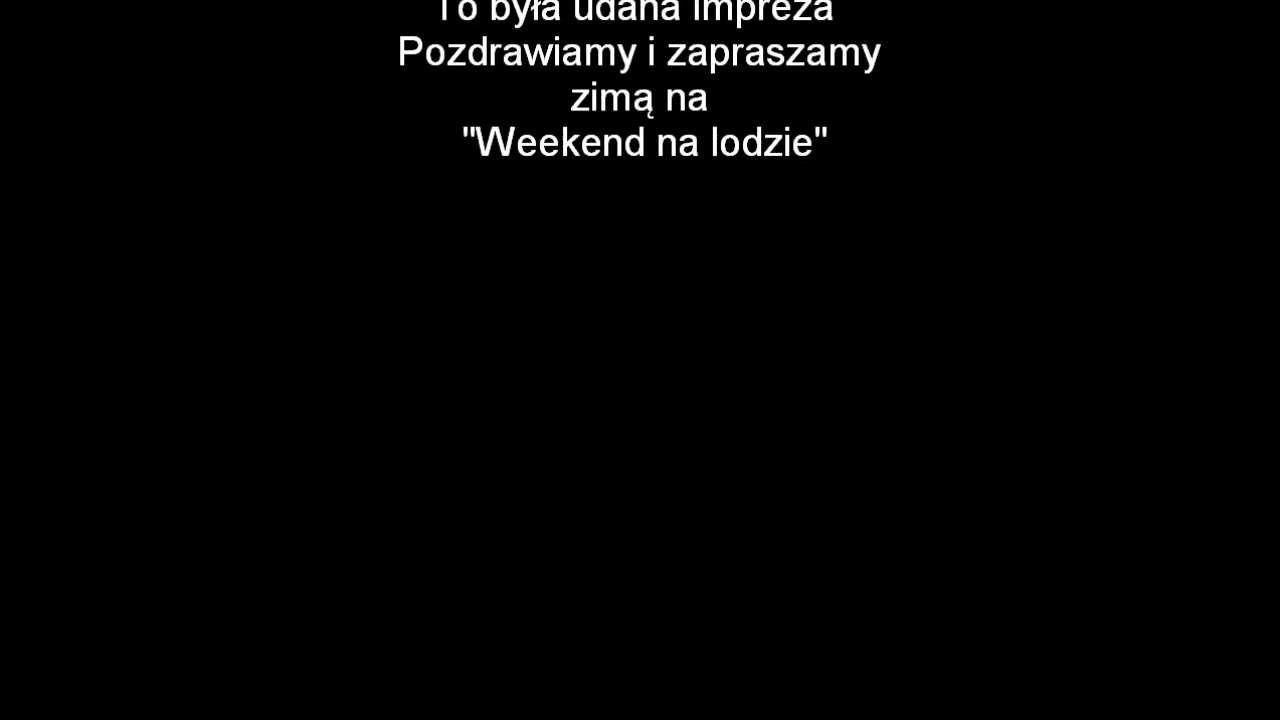 To była udana impreza
Pozdrawiamy i zapraszamy
zimą na
"Weekend na lodzie"